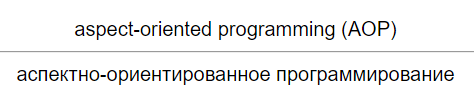 aspect-oriented programming (AOP)
аспектно-ориентированное программирование